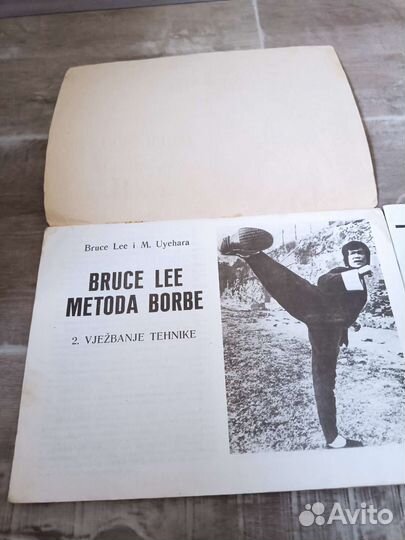 Bruce Lee i M. Uyehara
BRUCE LEE
METODA BORBE
2. VJEŽBANJE TEHNIKE
Avito